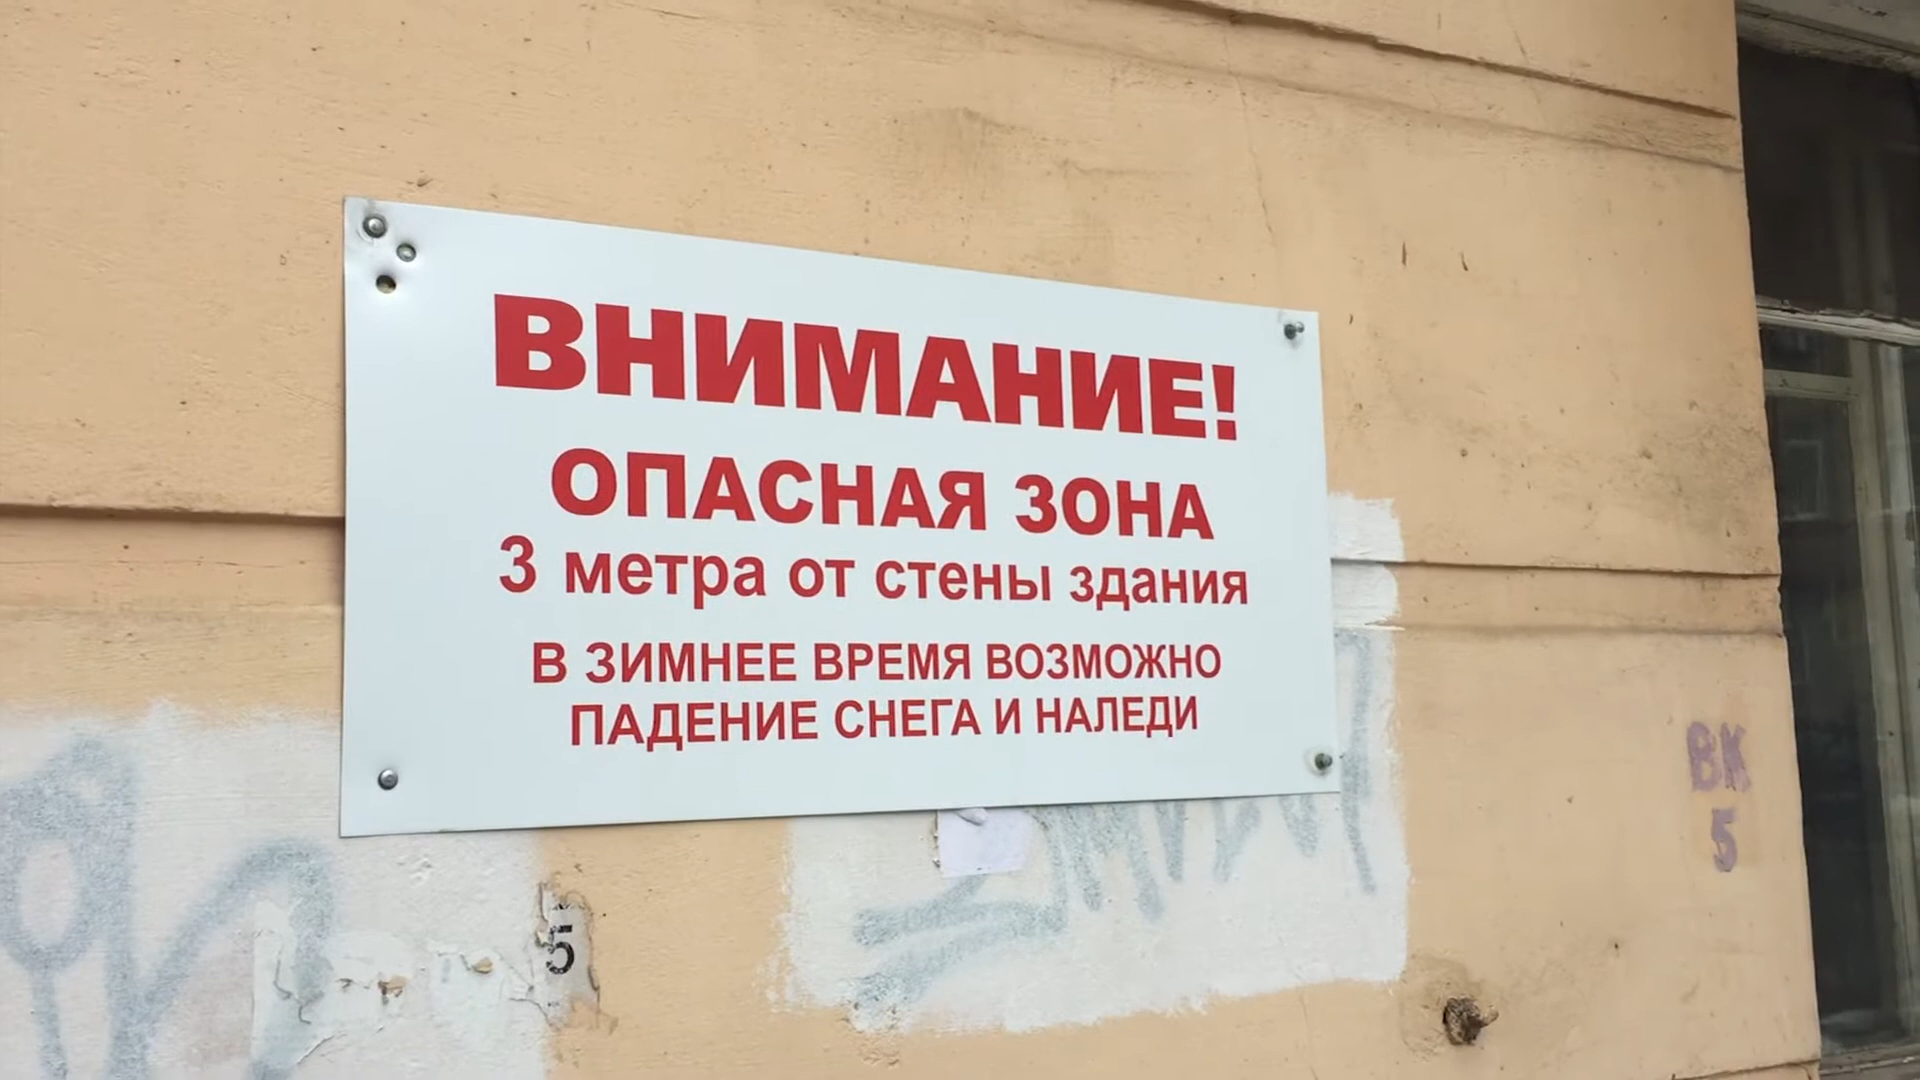 ВНИМАНИЕ!
ОПАСНАЯ ЗОНА
3 метра от стены здания
В ЗИМНЕЕ ВРЕМЯ ВОЗМОЖНО
ПАДЕНИЕ СНЕГА И НАЛЕДИ
ВК
5
5